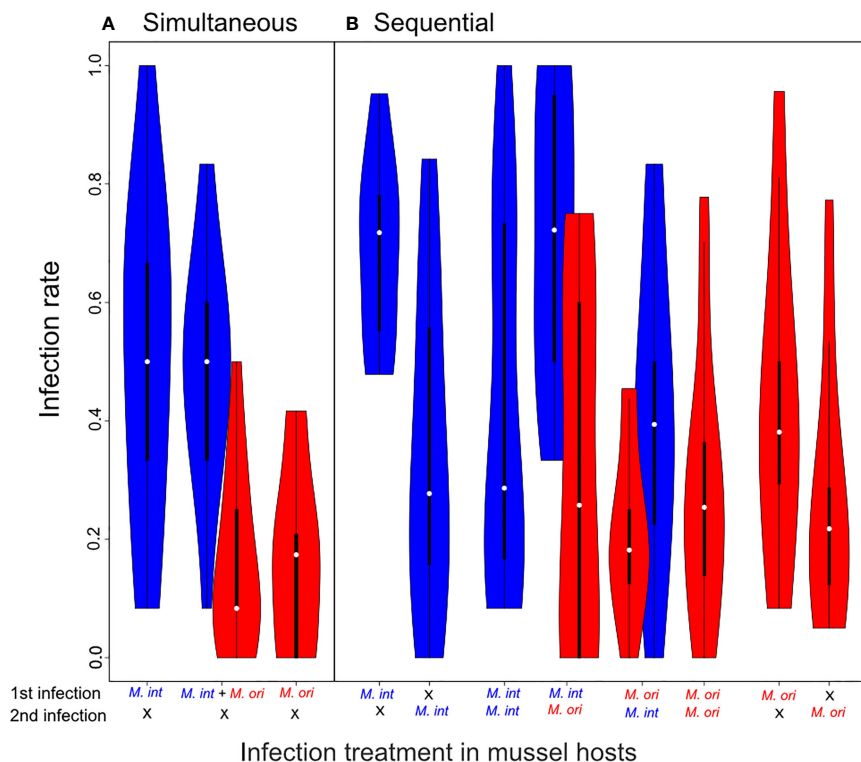 A Simultaneous B Sequential
Infection rate
1.0
0.8
0.6
0.4
0.2
0.0
1st infection M. int M. int + M. ori M. ori M. int X M. int M. int M. ori M. ori M. ori X
2nd infection X X X X M. int M. int M. ori M. int M. ori X M. ori
Infection treatment in mussel hosts